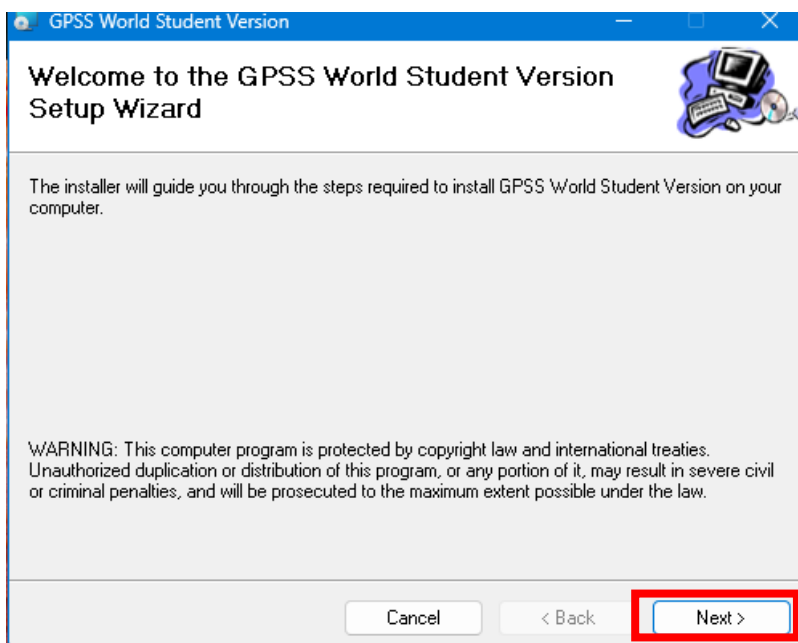 GPSS World Student Version
Welcome to the GPSS World Student Version
Setup Wizard
The installer will guide you through the steps required to install GPSS World Student Version on your
computer.
WARNING: This computer program is protected by copyright law and international treaties.
Unauthorized duplication or distribution of this program, or any portion of it, may result in severe civil
or criminal penalties, and will be prosecuted to the maximum extent possible under the law.
Cancel
< Back
Next >